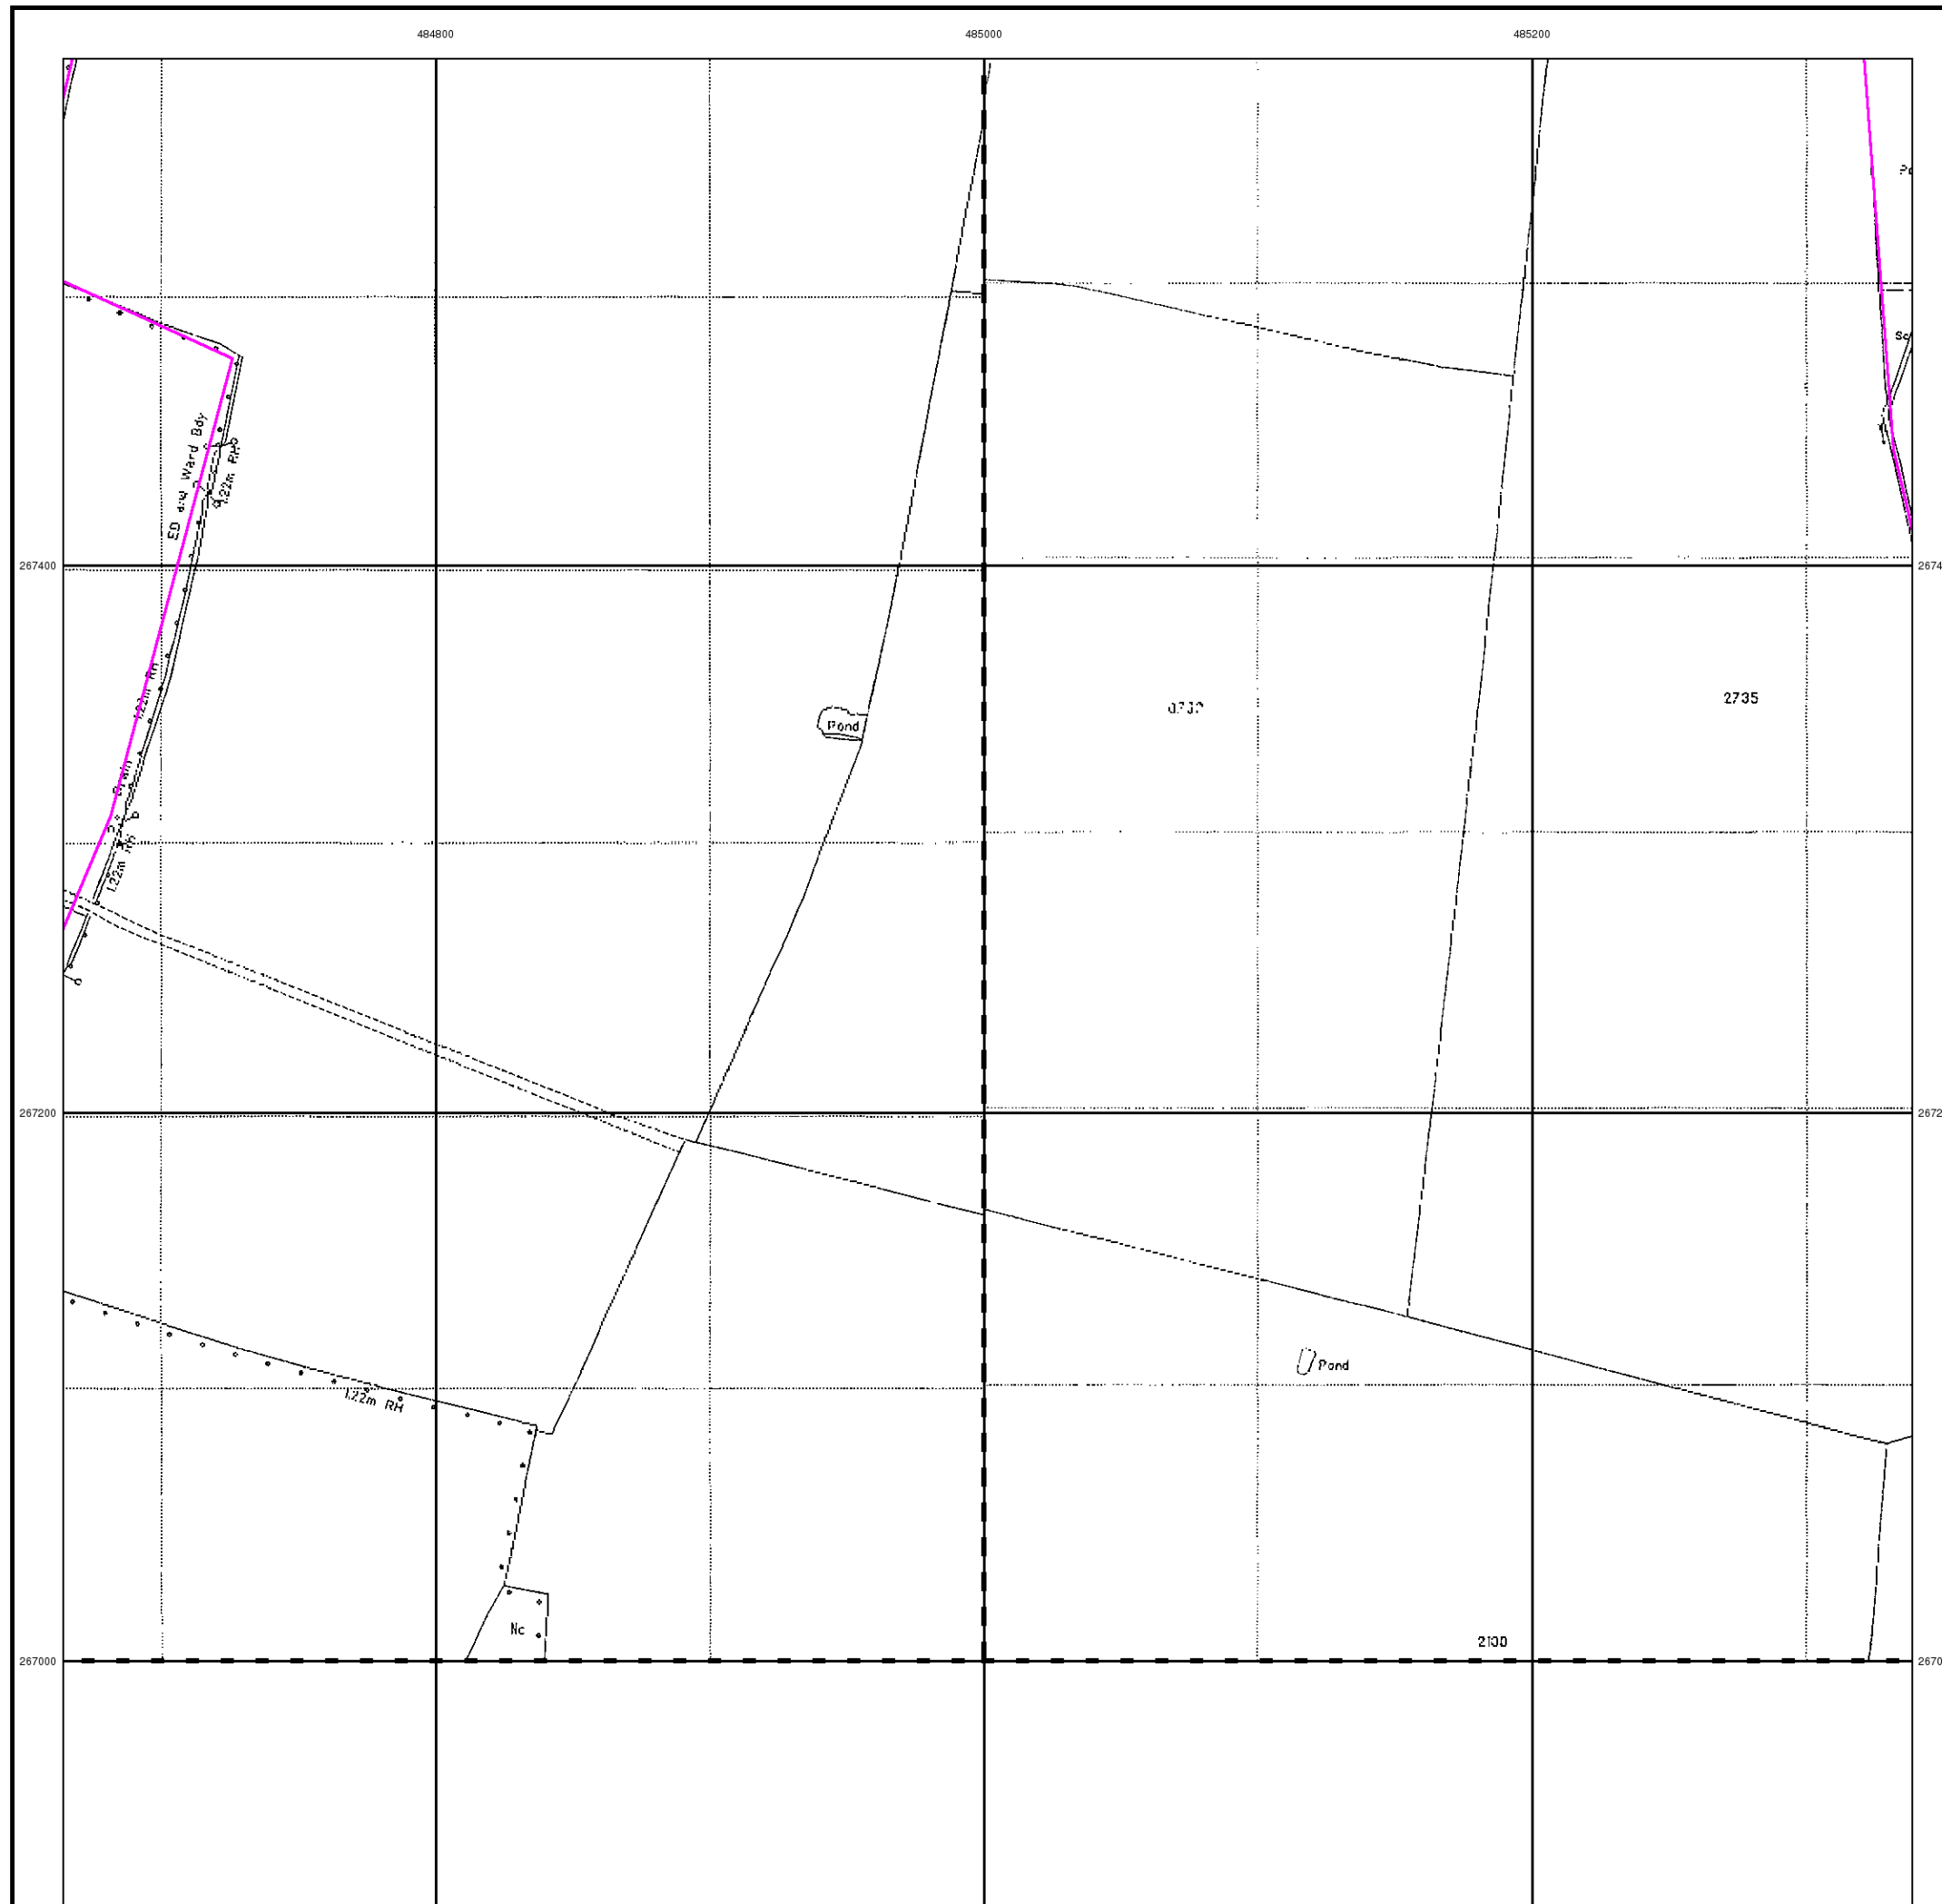 484800
485000
485200
ED and Ward Bdy
1.22m RH
267400
1.22m RH
2735
Pond
Drain
1.22m RH
267200
Pond
1.22m RH
Nc
2100
267000